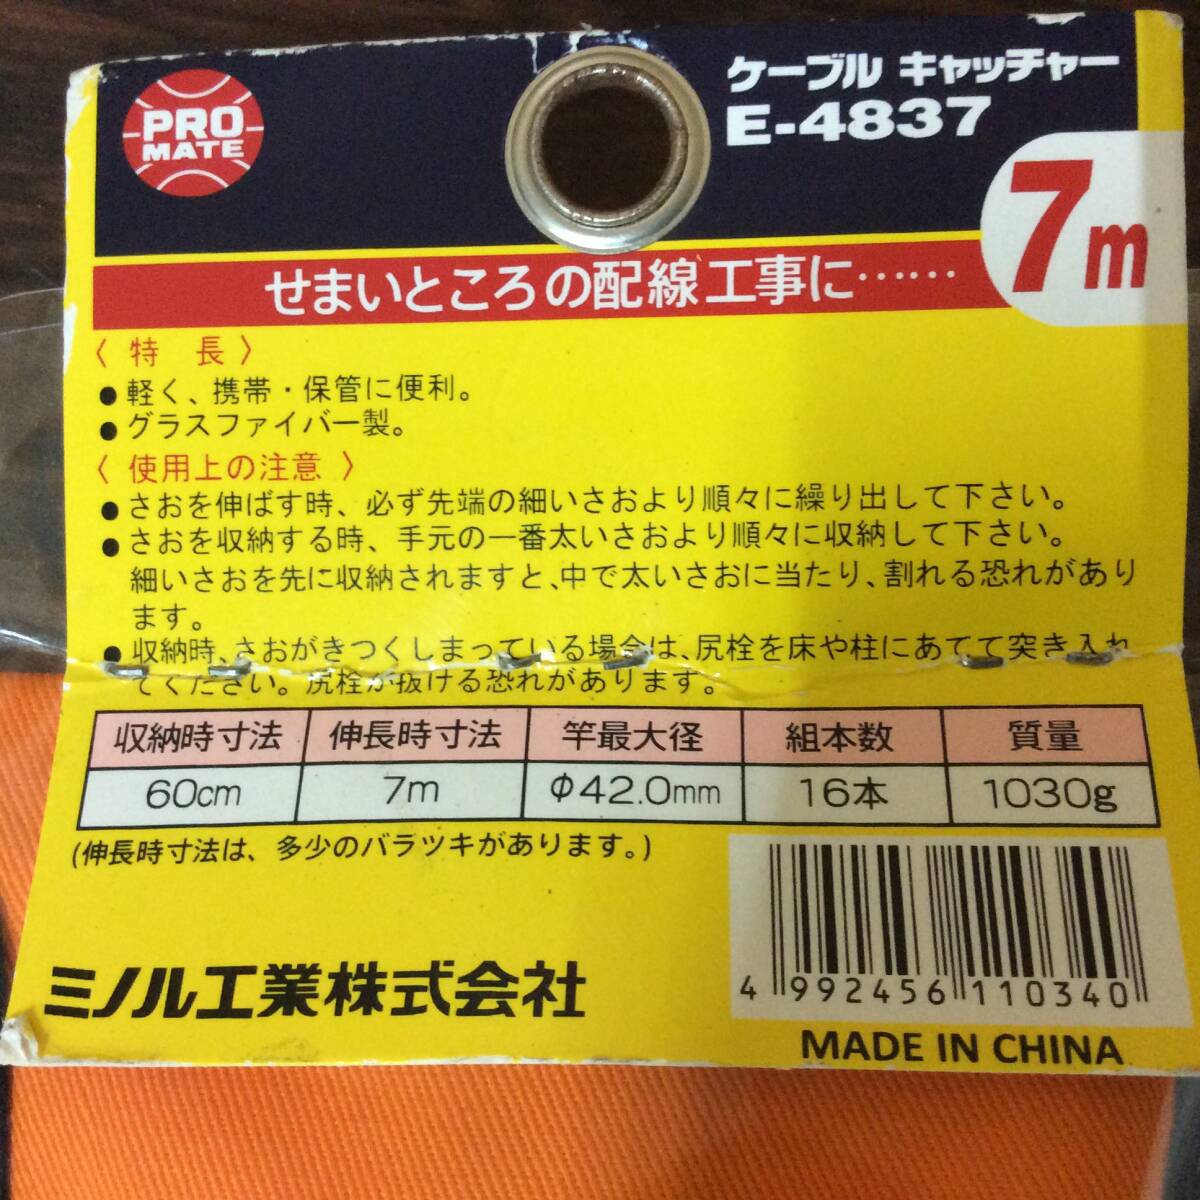 PRO
MATE
ケーブル キャッチャー
E-4837
7m
せまいところの配線工事に……
〈 特 長 〉
● 軽く、携帯・保管に便利。
● グラスファイバー製。
〈 使用上の注意 〉
● さおを伸ばす時、必ず先端の細いさおより順々に繰り出して下さい。
● さおを収納する時、手元の一番太いさおより順々に収納して下さい。
細いさおを先に収納されますと、中で太いさおに当たり、割れる恐れがあり
ます。
● 収納時、さおがきつくしまっている場合は、尻栓を床や柱にあてて突き入れ
てください。尻栓が抜ける恐れがあります。
収納時寸法 伸長時寸法 竿最大径 組本数 質量
60cm 7m Φ42.0mm 16本 1030g
(伸長時寸法は、多少のバラツキがあります。)
ミノル工業株式会社
4 992456 110340
MADE IN CHINA